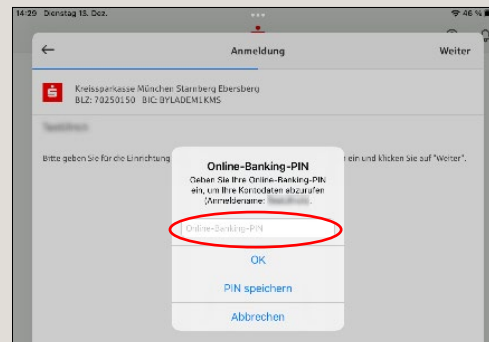 14:29 Dienstag 13. Dez.
46 %
Anmeldung
Weiter
Kreissparkasse München Starnberg Ebersberg
BLZ: 70250150 BIC: BYLADEM1KMS
Bitte geben Sie für die Einrichtung
ein und klicken Sie auf "Weiter".
Online-Banking-PIN
Geben Sie Ihre Online-Banking-PIN
ein, um Ihre Kontodaten abzurufen
(Anmeldename:
Online-Banking-PIN
OK
PIN speichern
Abbrechen